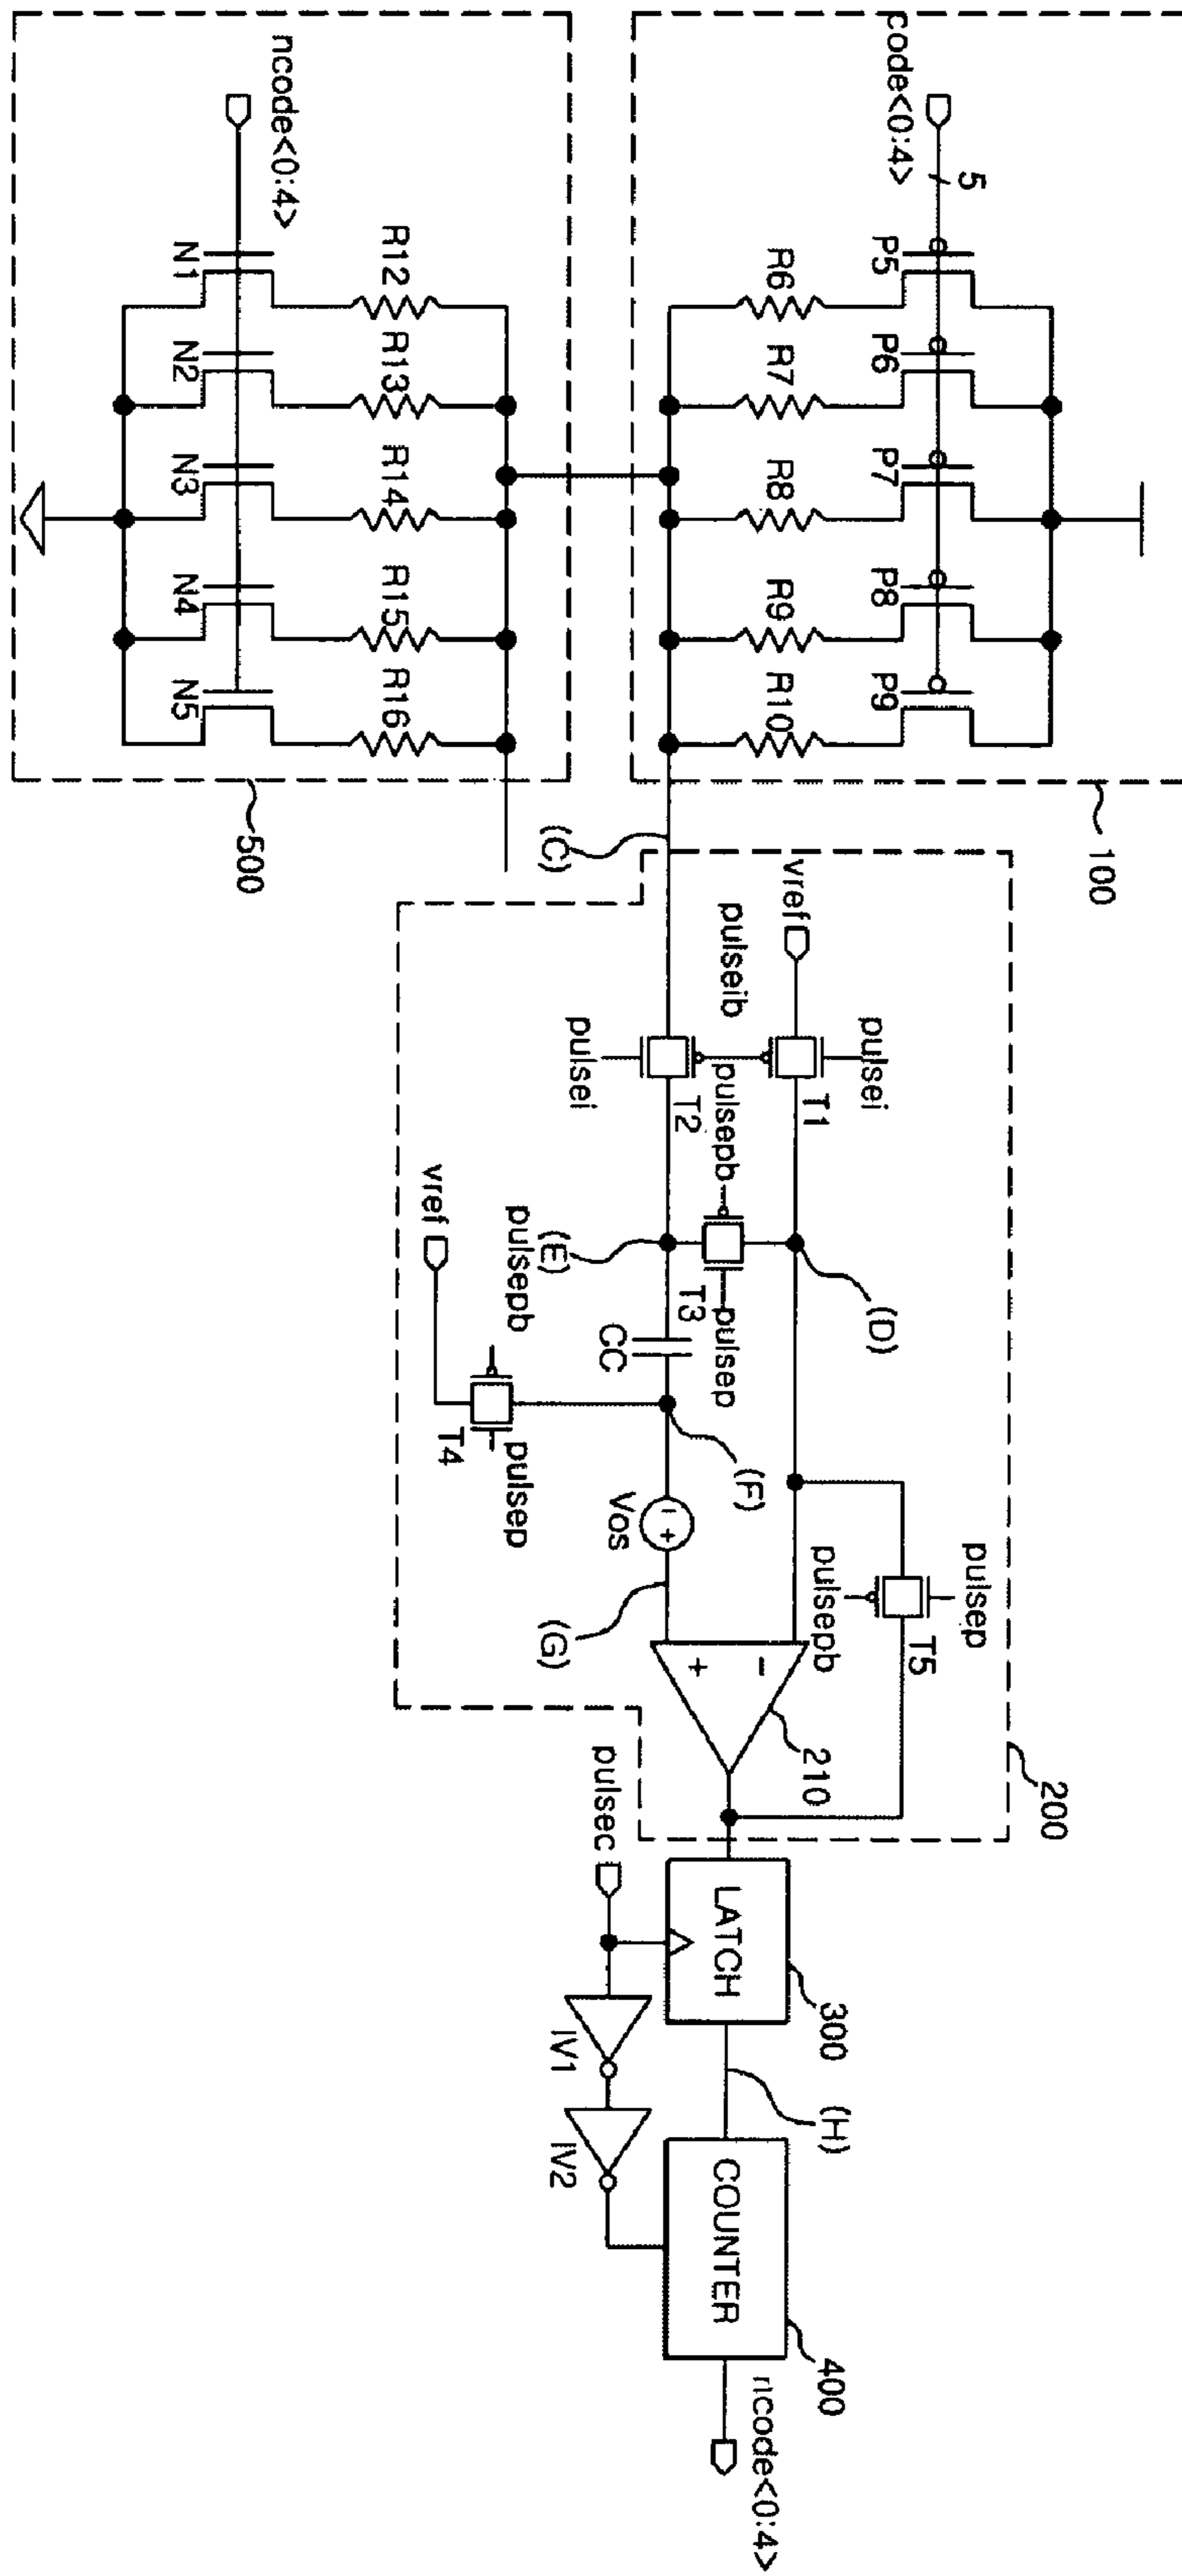 code<0:4>
5
P5
P6
P7
P8
P9
R6
R7
R8
R9
R10
100
ncode<0:4>
R12
R13
R14
R15
R16
N1
N2
N3
N4
N5
500
(C)
vref
pulsei
T1
pulseib
pulsei
T2
pulsepb
T3
pulsep
(D)
(E)
CC
(F)
vref
pulsepb
T4
pulsep
Vos
- +
(G)
pulsep
T5
pulsepb
-
+
210
200
pulsec
LATCH
300
IV1
IV2
(H)
COUNTER
400
ncode<0:4>